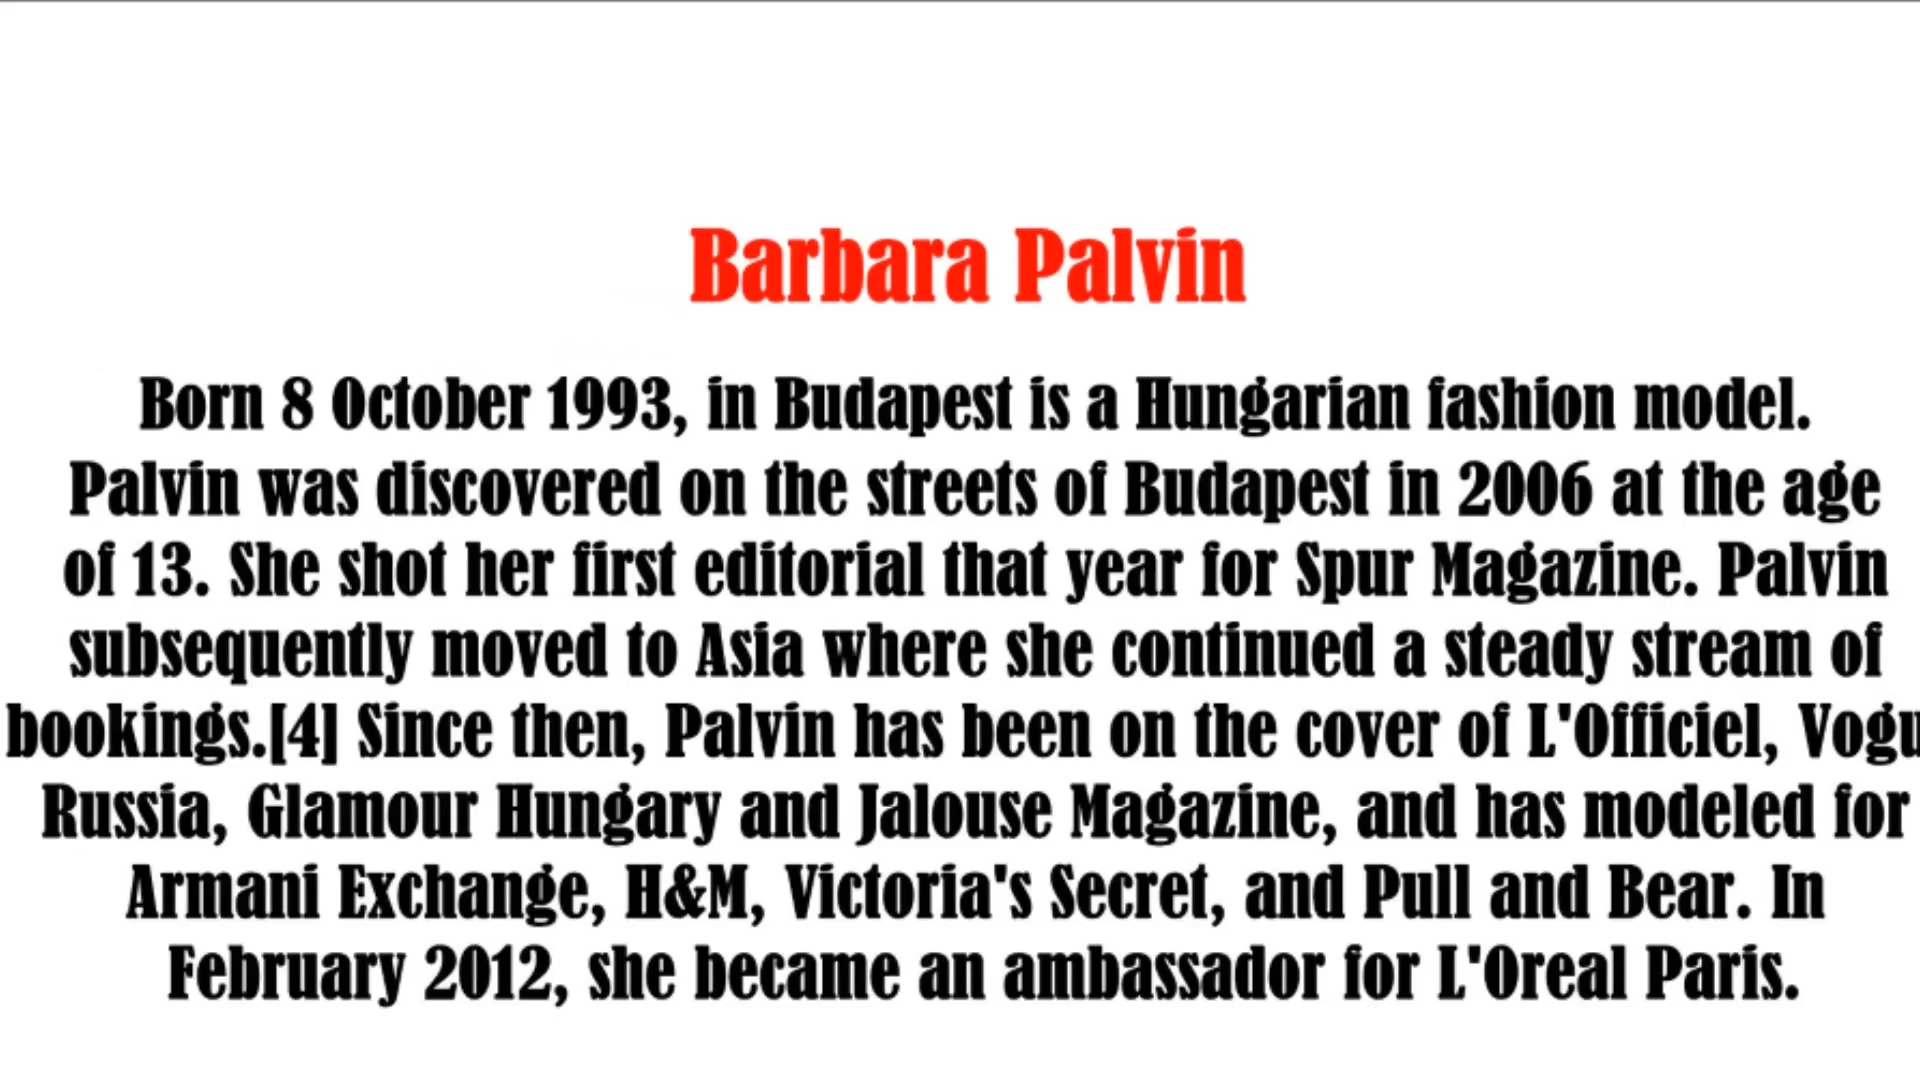 Barbara Palvin
Born 8 October 1993, in Budapest is a Hungarian fashion model.
Palvin was discovered on the streets of Budapest in 2006 at the age
of 13. She shot her first editorial that year for Spur Magazine. Palvin
subsequently moved to Asia where she continued a steady stream of
bookings.[4] Since then, Palvin has been on the cover of L'Officiel, Vogu
Russia, Glamour Hungary and Jalouse Magazine, and has modeled for
Armani Exchange, H&M, Victoria's Secret, and Pull and Bear. In
February 2012, she became an ambassador for L'Oreal Paris.